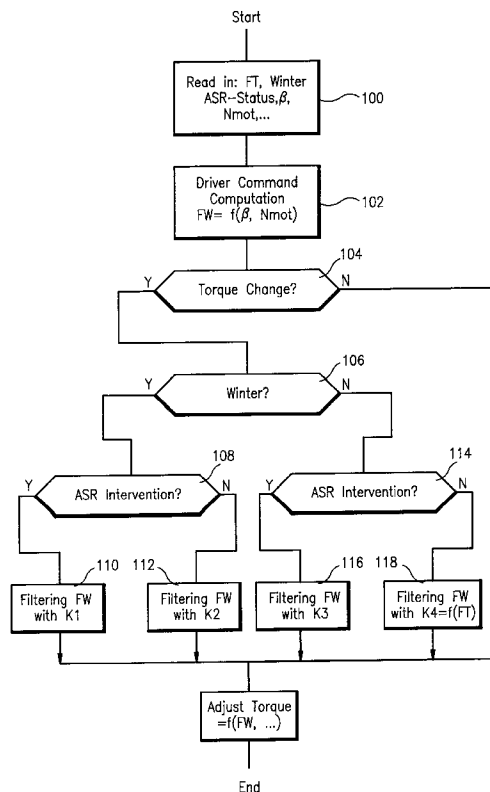 Start
Read in: FT, Winter
ASR-Status,β,
Nmot,...
100
Driver Command
Computation
FW= f(β, Nmot)
102
104
Y
Torque Change?
N
106
Y
Winter?
N
108
Y
ASR Intervention?
N
114
Y
ASR Intervention?
N
110
Filtering FW
with K1
112
Filtering FW
with K2
116
Filtering FW
with K3
118
Filtering FW
with K4=f(FT)
Adjust Torque
=f(FW, ...)
End